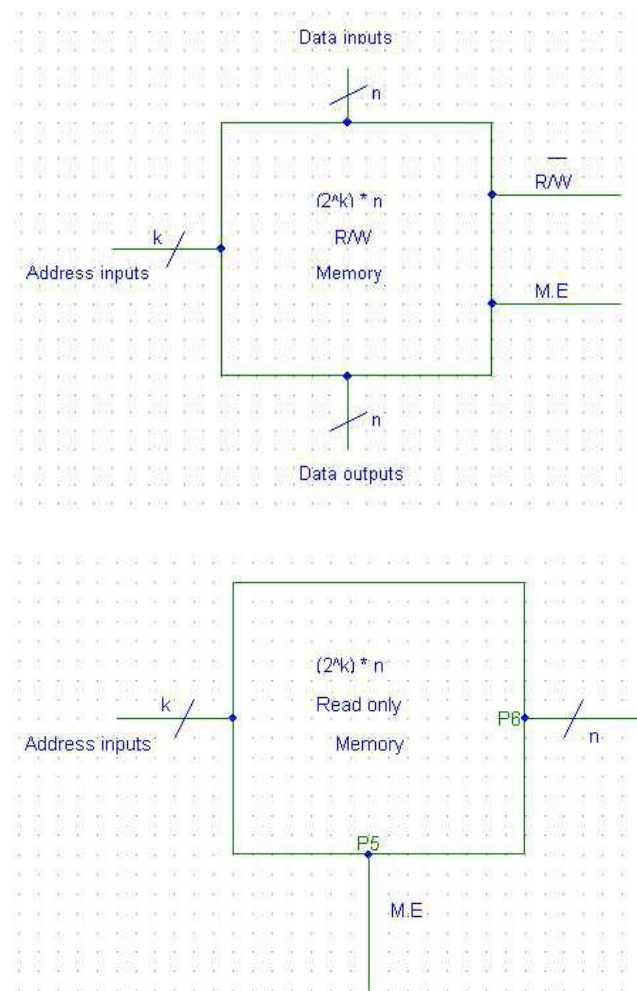 Data inputs
n
(2^k) * n
R/W
Memory
k
Address inputs
R/W
M.E
n
Data outputs
(2^k) * n
Read only
Memory
k
Address inputs
P6
n
P5
M.E